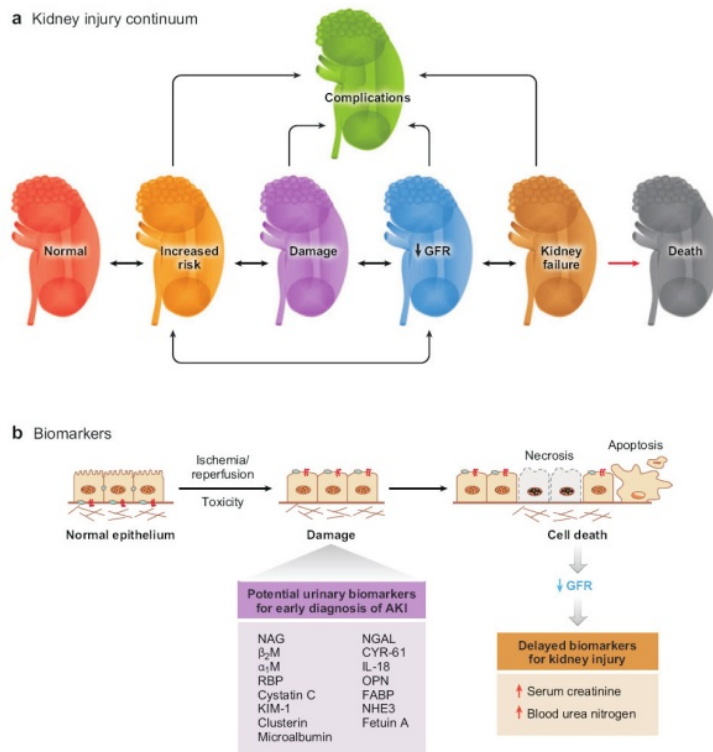 a Kidney injury continuum
Complications
Normal
Increased
risk
Damage
↓ GFR
Kidney
failure
Death
b Biomarkers
Ischemia/
reperfusion
Toxicity
Necrosis
Apoptosis
Normal epithelium
Damage
Cell death
Potential urinary biomarkers
for early diagnosis of AKI
NAG
β₂M
α₁M
RBP
Cystatin C
KIM-1
Clusterin
Microalbumin
NGAL
CYR-61
IL-18
OPN
FABP
NHE3
Fetuin A
↓ GFR
Delayed biomarkers
for kidney injury
↑ Serum creatinine
↑ Blood urea nitrogen